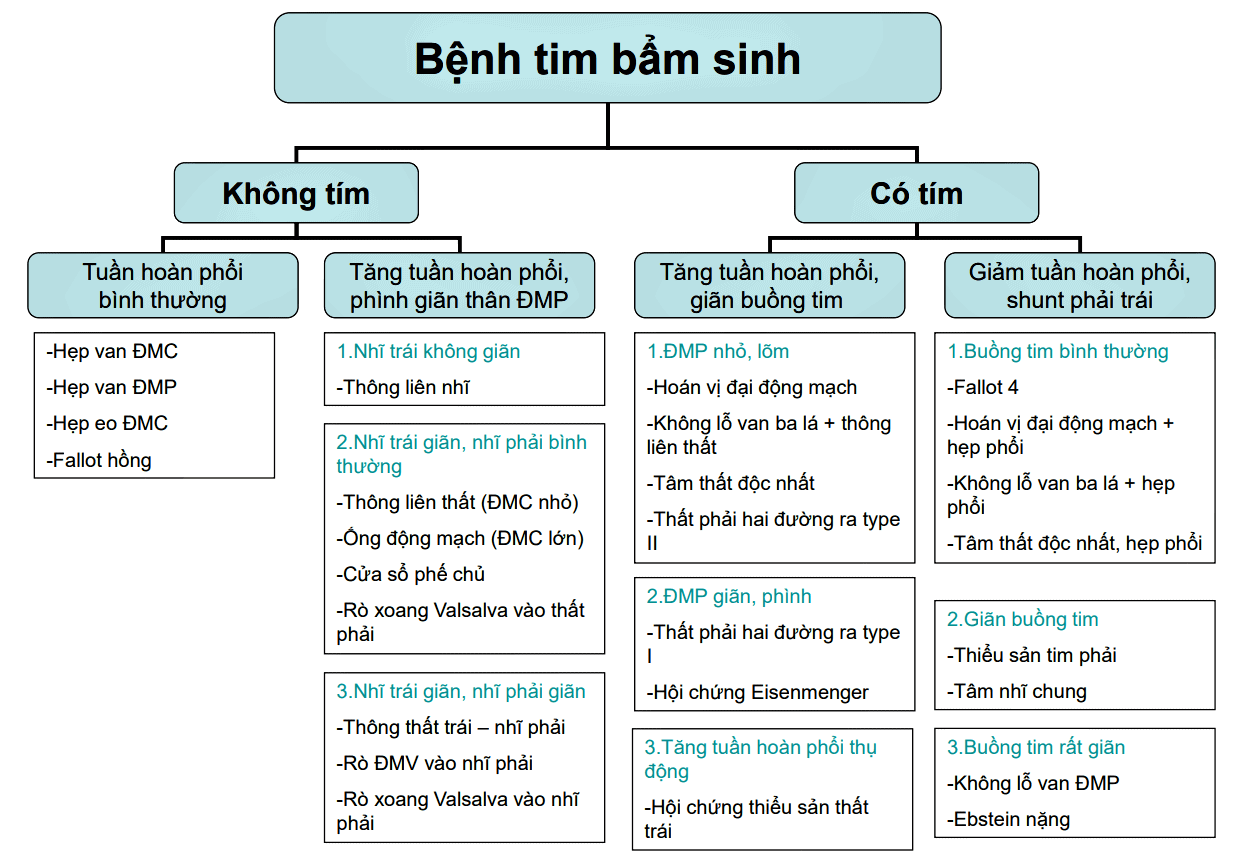 Bệnh tim bẩm sinh
Không tím
Có tím
Tuần hoàn phổi
bình thường
Tăng tuần hoàn phổi,
phình giãn thân ĐMP
Tăng tuần hoàn phổi,
giãn buồng tim
Giảm tuần hoàn phổi,
shunt phải trái
-Hẹp van ĐMC
-Hẹp van ĐMP
-Hẹp eo ĐMC
-Fallot hồng
1.Nhĩ trái không giãn
-Thông liên nhĩ
2.Nhĩ trái giãn, nhĩ phải bình
thường
-Thông liên thất (ĐMC nhỏ)
-Ống động mạch (ĐMC lớn)
-Cửa sổ phế chủ
-Rò xoang Valsalva vào thất
phải
3.Nhĩ trái giãn, nhĩ phải giãn
-Thông thất trái – nhĩ phải
-Rò ĐMV vào nhĩ phải
-Rò xoang Valsalva vào nhĩ
phải
1.ĐMP nhỏ, lõm
-Hoán vị đại động mạch
-Không lỗ van ba lá + thông
liên thất
-Tâm thất độc nhất
-Thất phải hai đường ra type
II
2.ĐMP giãn, phình
-Thất phải hai đường ra type
I
-Hội chứng Eisenmenger
3.Tăng tuần hoàn phổi thụ
động
-Hội chứng thiểu sản thất
trái
1.Buồng tim bình thường
-Fallot 4
-Hoán vị đại động mạch +
hẹp phổi
-Không lỗ van ba lá + hẹp
phổi
-Tâm thất độc nhất, hẹp phổi
2.Giãn buồng tim
-Thiểu sản tim phải
-Tâm nhĩ chung
3.Buồng tim rất giãn
-Không lỗ van ĐMP
-Ebstein nặng